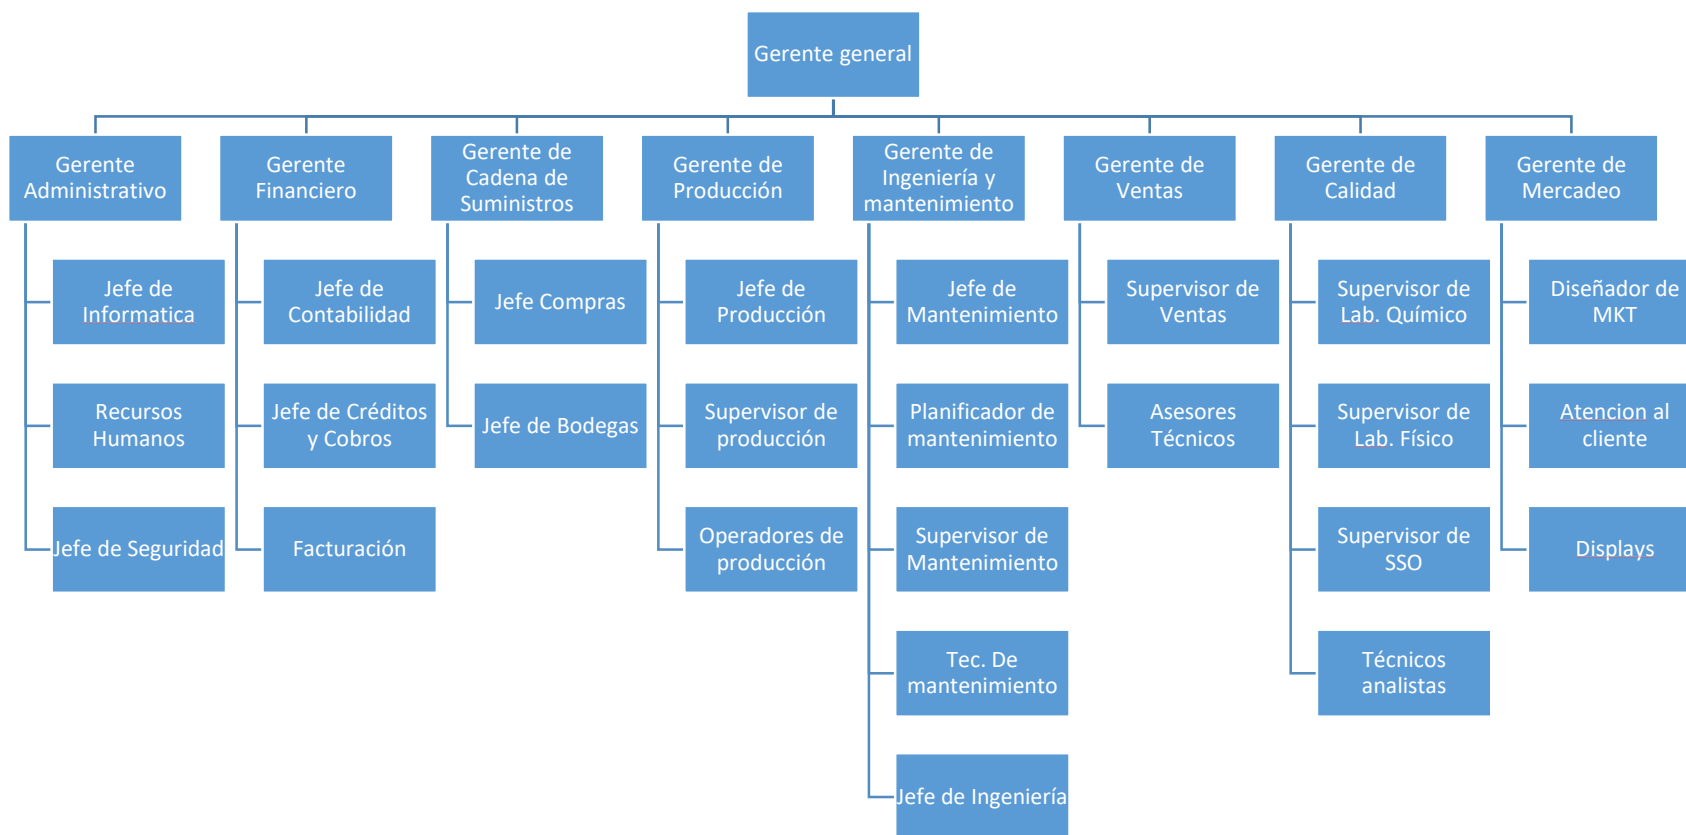 Gerente general
Gerente
Administrativo
Gerente
Financiero
Gerente de
Cadena de
Suministros
Gerente de
Producción
Gerente de
Ingeniería y
mantenimiento
Gerente de
Ventas
Gerente de
Calidad
Gerente de
Mercadeo
Jefe de
Informatica
Jefe de
Contabilidad
Jefe Compras
Jefe de
Producción
Jefe de
Mantenimiento
Supervisor de
Ventas
Supervisor de
Lab. Químico
Diseñador de
MKT
Recursos
Humanos
Jefe de Créditos
y Cobros
Jefe de Bodegas
Supervisor de
producción
Planificador de
mantenimiento
Asesores
Técnicos
Supervisor de
Lab. Físico
Atencion al
cliente
Jefe de Seguridad
Facturación
Operadores de
producción
Supervisor de
Mantenimiento
Supervisor de
SSO
Displays
Tec. De
mantenimiento
Técnicos
analistas
Jefe de Ingeniería